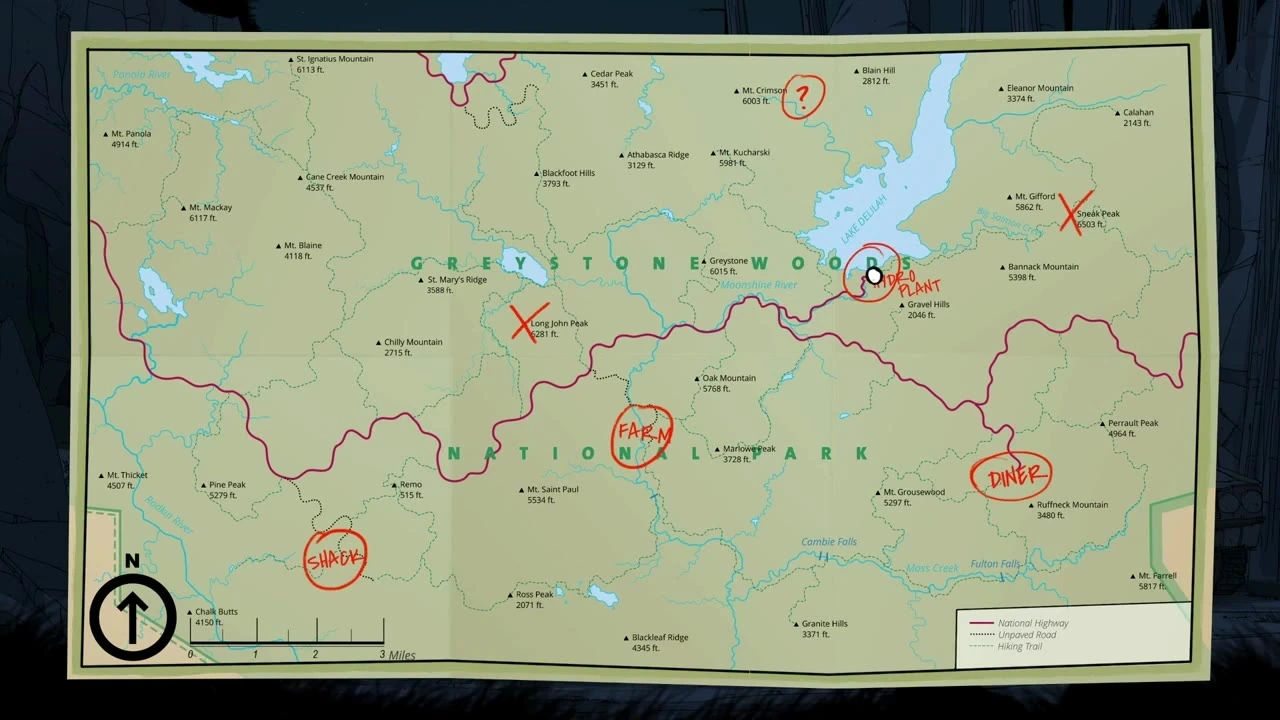 St. Ignatius Mountain
6113 ft.
Panola River
Cedar Peak
3451 ft.
Mt. Crimson
6003 ft.
?
Blain Hill
2812 ft.
Eleanor Mountain
3374 ft.
Calahan
2143 ft.
Mt. Panola
4914 ft.
Cane Creek Mountain
4537 ft.
Blackfoot Hills
3793 ft.
Athabasca Ridge
3129 ft.
Mt. Kucharski
5981 ft.
Mt. Mackay
6117 ft.
Mt. Blaine
4118 ft.
LAKE DELILAH
Mt. Gifford
5862 ft.
Sneak Peak
6503 ft.
X
GREYSTONE WOODS
Greystone
6015 ft.
St. Mary's Ridge
3588 ft.
Moonshine River
HYDRO
PLANT
Bannack Mountain
5398 ft.
Gravel Hills
2046 ft.
X
Long John Peak
6281 ft.
Chilly Mountain
2715 ft.
Oak Mountain
5768 ft.
FARM
Perrault Peak
4964 ft.
NATIONAL PARK
Marlowe Peak
3728 ft.
DINER
Mt. Thicket
4507 ft.
Pine Peak
5279 ft.
Remo
515 ft.
Mt. Saint Paul
5534 ft.
Mt. Grousewood
5297 ft.
Ruffneck Mountain
3480 ft.
SHACK
Cambie Falls
Moss Creek
Fulton Falls
Mt. Farrell
5817 ft.
N
Chalk Butts
4150 ft.
Ross Peak
2071 ft.
Blackleaf Ridge
4345 ft.
Granite Hills
3371 ft.
0 1 2 3 Miles
National Highway
Unpaved Road
Hiking Trail